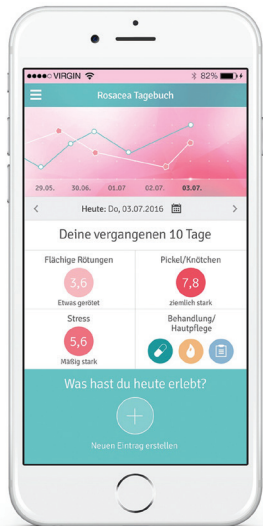 VIRGIN 82%
Rosacea Tagebuch
29.05. 30.06. 01.07 02.07. 03.07.
< Heute: Do, 03.07.2016 >
Deine vergangenen 10 Tage
Flächige Rötungen
3,6
Etwas gerötet
Pickel/Knötchen
7,8
ziemlich stark
Stress
5,6
Mäßig stark
Behandlung/
Hautpflege
Was hast du heute erlebt?
Neuen Eintrag erstellen